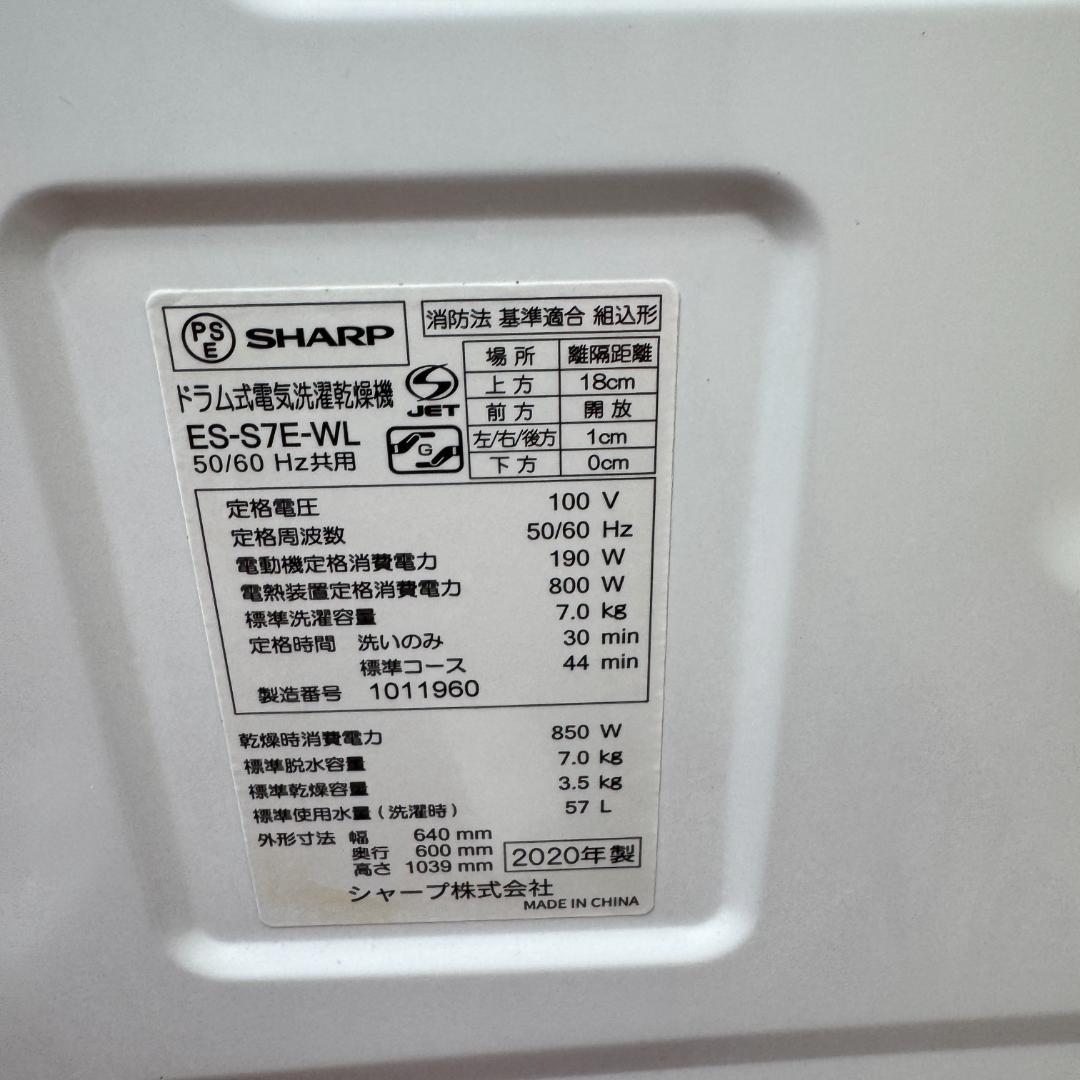 PS E SHARP
ドラム式電気洗濯乾燥機
ES-S7E-WL
50/60 Hz共用
JET
G
消防法 基準適合 組込形
場所 離隔距離
上方 18cm
前方 開放
左/右/後方 1cm
下方 0cm
定格電圧 100 V
定格周波数 50/60 Hz
電動機定格消費電力 190 W
電熱装置定格消費電力 800 W
標準洗濯容量 7.0 kg
定格時間 洗いのみ 30 min
標準コース 44 min
製造番号 1011960
乾燥時消費電力 850 W
標準脱水容量 7.0 kg
標準乾燥容量 3.5 kg
標準使用水量(洗濯時) 57 L
外形寸法 幅 640 mm
奥行 600 mm
高さ 1039 mm
2020年製
シャープ株式会社
MADE IN CHINA